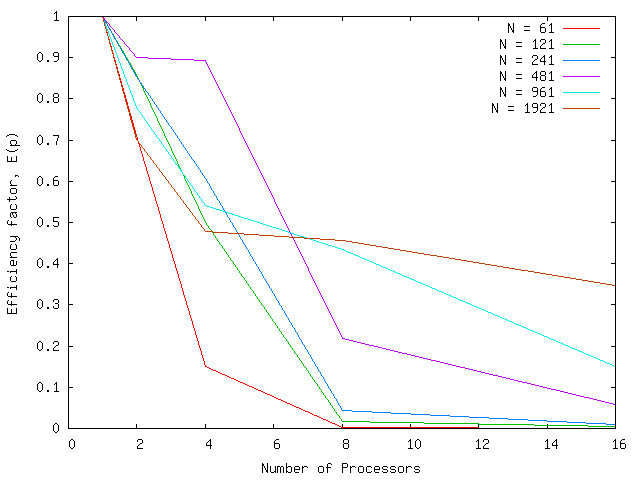 1
0.9
0.8
0.7
0.6
0.5
0.4
0.3
0.2
0.1
0
Efficiency factor, E(p)
N = 61
N = 121
N = 241
N = 481
N = 961
N = 1921
0 2 4 6 8 10 12 14 16
Number of Processors